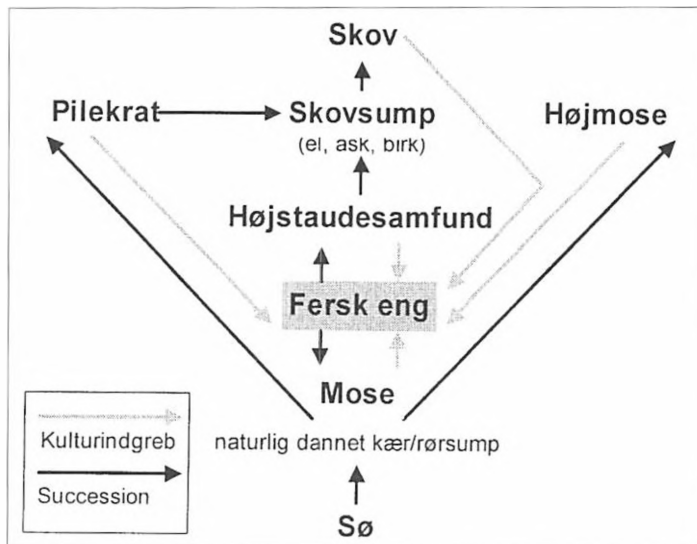 Skov
Pilekrat
Skovsump
Højmose
(el, ask, birk)
Højstaudesamfund
Fersk eng
Mose
Kulturindgreb
naturlig dannet kær/rørsump
Succession
Sø